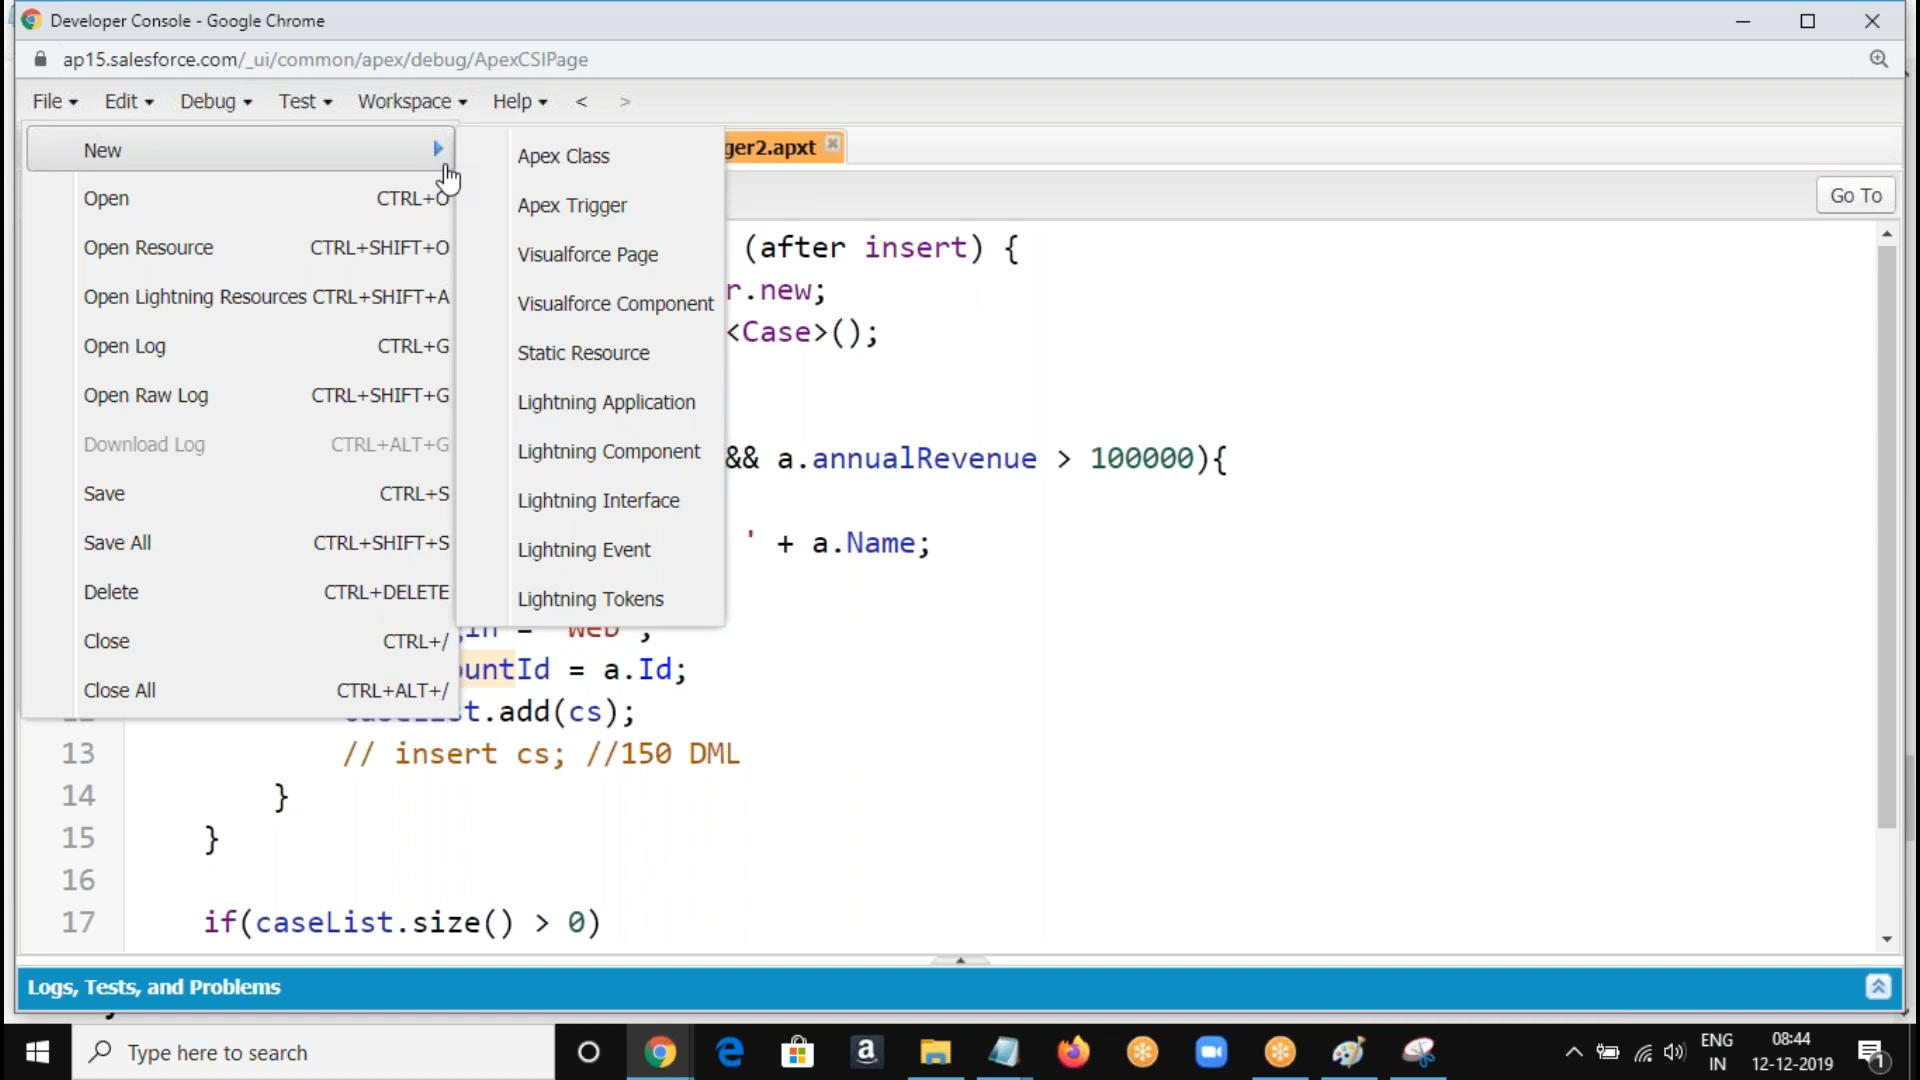 Developer Console - Google Chrome
ap15.salesforce.com/_ui/common/apex/debug/ApexCSIPage
File Edit Debug Test Workspace Help < >
New
Open CTRL+O
Open Resource CTRL+SHIFT+O
Open Lightning Resources CTRL+SHIFT+A
Open Log CTRL+G
Open Raw Log CTRL+SHIFT+G
Download Log CTRL+ALT+G
Save CTRL+S
Save All CTRL+SHIFT+S
Delete CTRL+DELETE
Close CTRL+/
Close All CTRL+ALT+/
Apex Class
Apex Trigger
Visualforce Page
Visualforce Component
Static Resource
Lightning Application
Lightning Component
Lightning Interface
Lightning Event
Lightning Tokens
ger2.apxt
Go To
(after insert) {
r.new;
<Case>();
&& a.annualRevenue > 100000){
' + a.Name;
= 'web';
untId = a.Id;
t.add(cs);
13 // insert cs; //150 DML
14 }
15 }
16
17 if(caseList.size() > 0)
Logs, Tests, and Problems
Type here to search
ENG
IN
08:44
12-12-2019
1